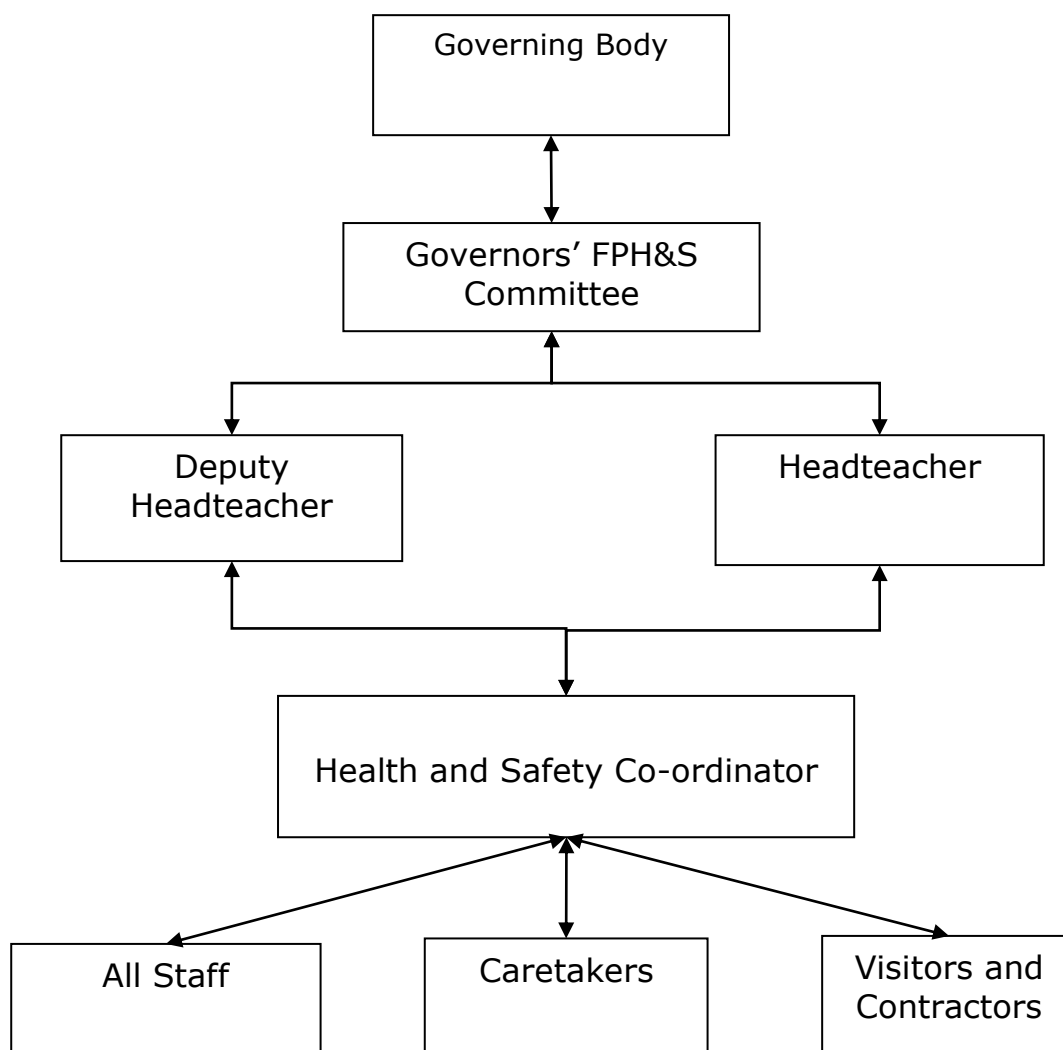 Governing Body
Governors’ FPH&S
Committee
Deputy
Headteacher
Headteacher
Health and Safety Co-ordinator
All Staff
Caretakers
Visitors and
Contractors